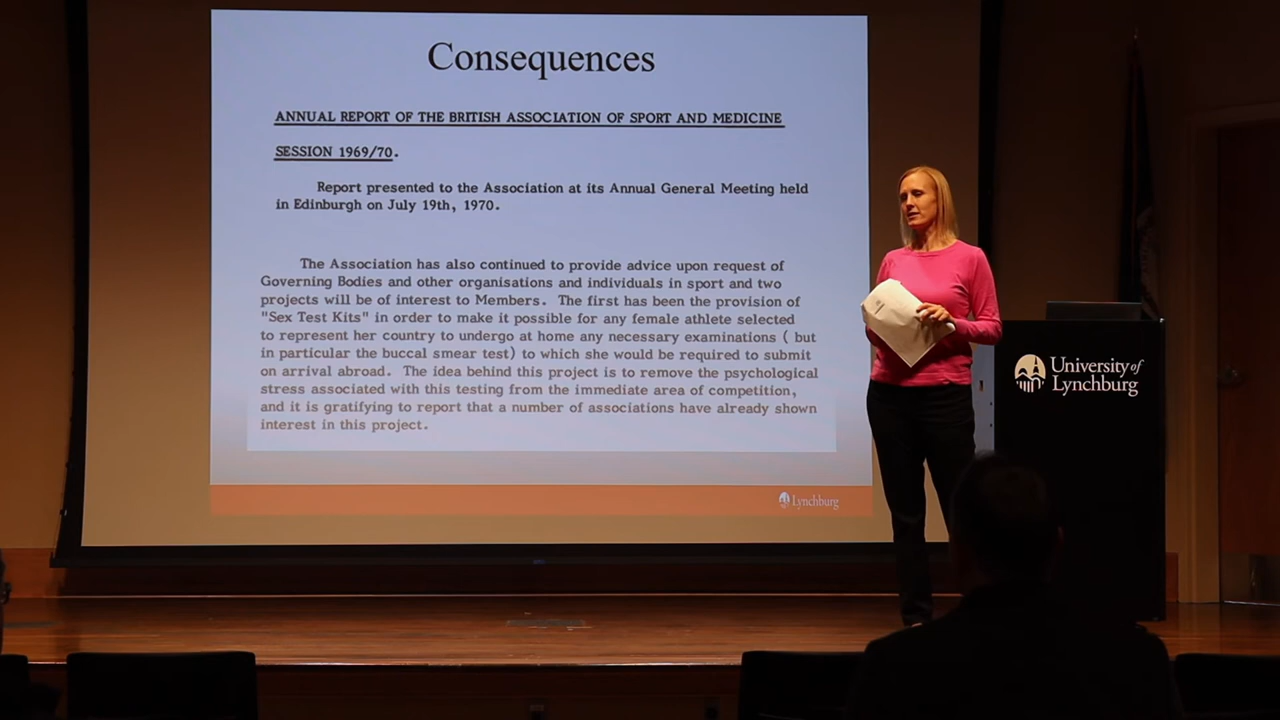 Consequences
ANNUAL REPORT OF THE BRITISH ASSOCIATION OF SPORT AND MEDICINE
SESSION 1969/70.
Report presented to the Association at its Annual General Meeting held
in Edinburgh on July 19th, 1970.
The Association has also continued to provide advice upon request of
Governing Bodies and other organisations and individuals in sport and two
projects will be of interest to Members. The first has been the provision of
"Sex Test Kits" in order to make it possible for any female athlete selected
to represent her country to undergo at home any necessary examinations ( but
in particular the buccal smear test) to which she would be required to submit
on arrival abroad. The idea behind this project is to remove the psychological
stress associated with this testing from the immediate area of competition,
and it is gratifying to report that a number of associations have already shown
interest in this project.
Lynchburg
University of
Lynchburg